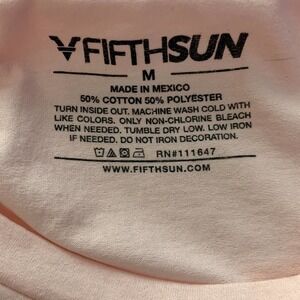 FIFTHSUN
M
MADE IN MEXICO
50% COTTON 50% POLYESTER
TURN INSIDE OUT. MACHINE WASH COLD WITH
LIKE COLORS. ONLY NON-CHLORINE BLEACH
WHEN NEEDED. TUMBLE DRY LOW. LOW IRON
IF NEEDED. DO NOT IRON DECORATION.
RN#111647
WWW.FIFTHSUN.COM